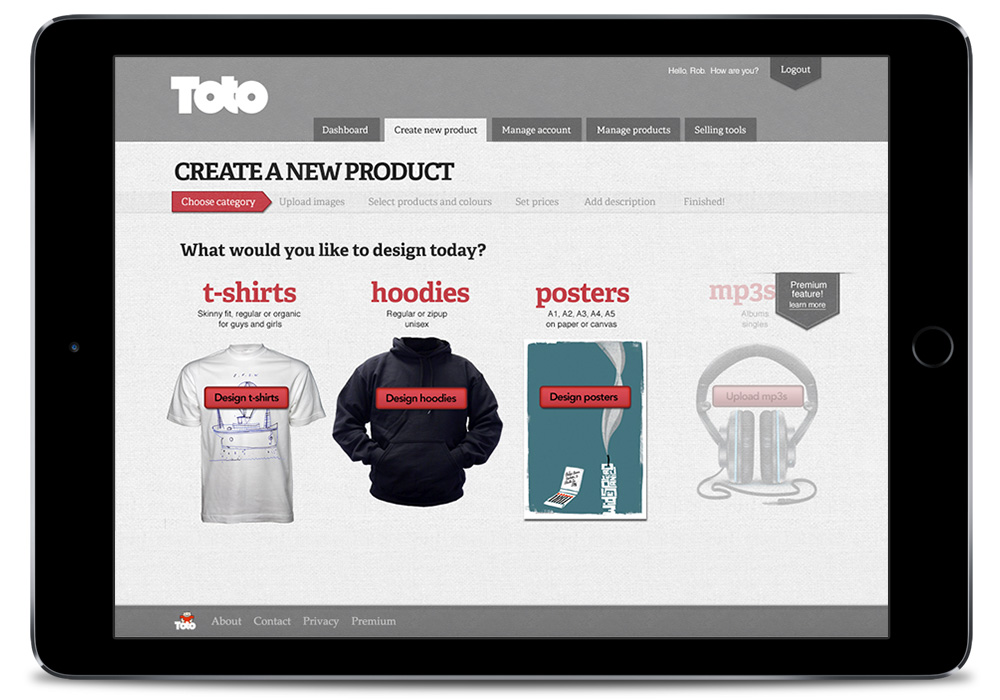 Toto
Hello, Rob. How are you?
Logout
Dashboard
Create new product
Manage account
Manage products
Selling tools
CREATE A NEW PRODUCT
Choose category
Upload images
Select products and colours
Set prices
Add description
Finished!
What would you like to design today?
t-shirts
Skinny fit, regular or organic
for guys and girls
Design t-shirts
hoodies
Regular or zipup
unisex
Design hoodies
posters
A1, A2, A3, A4, A5
on paper or canvas
Design posters
mp3s
Albums
singles
Premium
feature!
learn more
Upload mp3s
Toto
About
Contact
Privacy
Premium